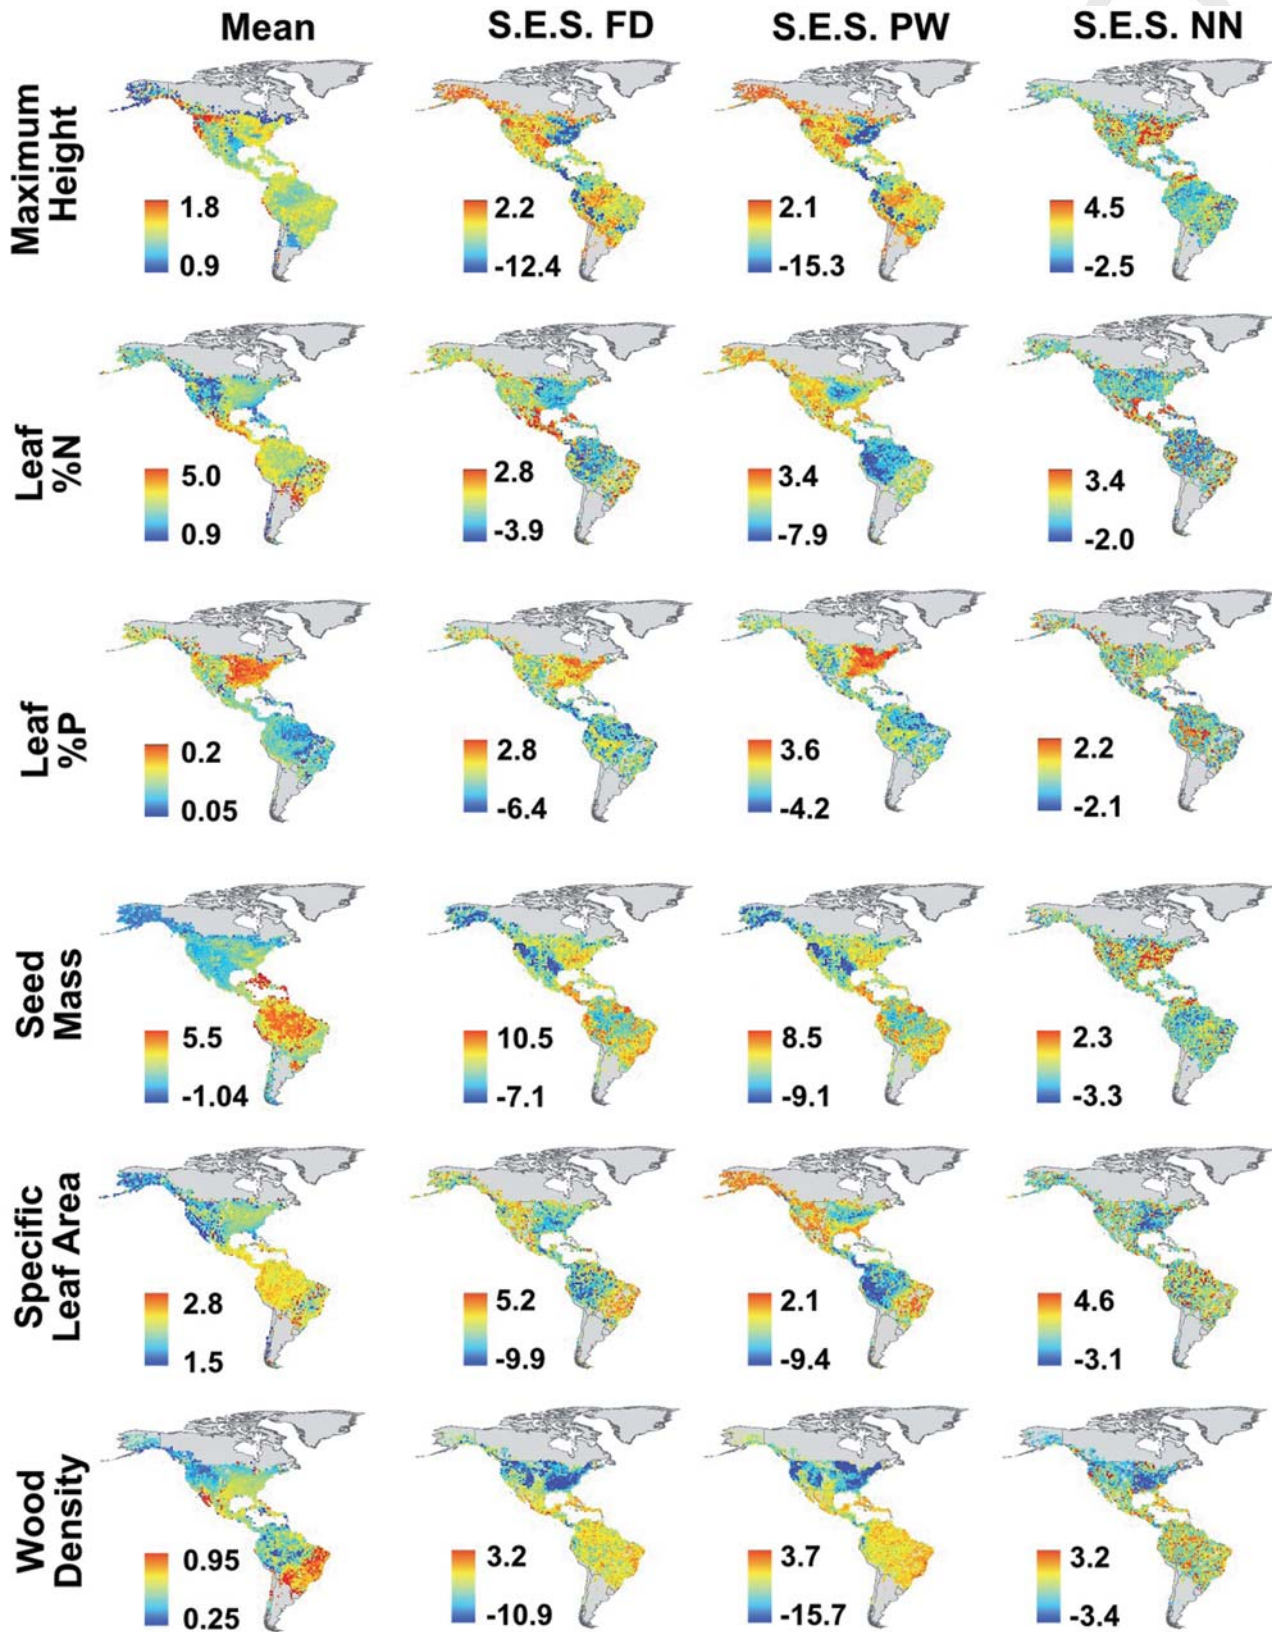 Mean S.E.S. FD S.E.S. PW S.E.S. NN
Maximum
Height
1.8 2.2 2.1 4.5
0.9 -12.4 -15.3 -2.5
Leaf
%N
5.0 2.8 3.4 3.4
0.9 -3.9 -7.9 -2.0
Leaf
%P
0.2 2.8 3.6 2.2
0.05 -6.4 -4.2 -2.1
Seed
Mass
5.5 10.5 8.5 2.3
-1.04 -7.1 -9.1 -3.3
Specific
Leaf Area
2.8 5.2 2.1 4.6
1.5 -9.9 -9.4 -3.1
Wood
Density
0.95 3.2 3.7 3.2
0.25 -10.9 -15.7 -3.4